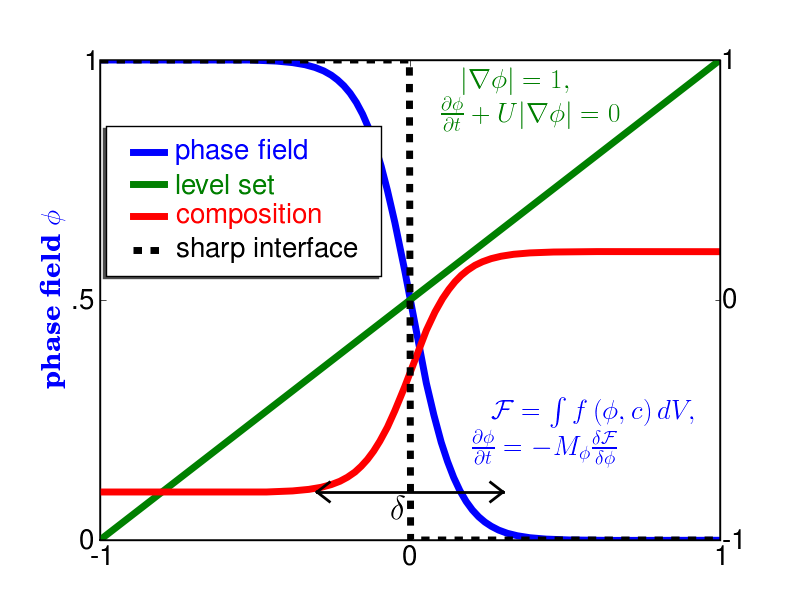 1
1
|∇ϕ| = 1,
∂ϕ/∂t + U|∇ϕ| = 0
phase field
level set
composition
sharp interface
phase field ϕ
.5
0
ℱ = ∫ f (ϕ, c) dV,
∂ϕ/∂t = −M_ϕ δℱ/δϕ
δ
0
-1
-1
0
1